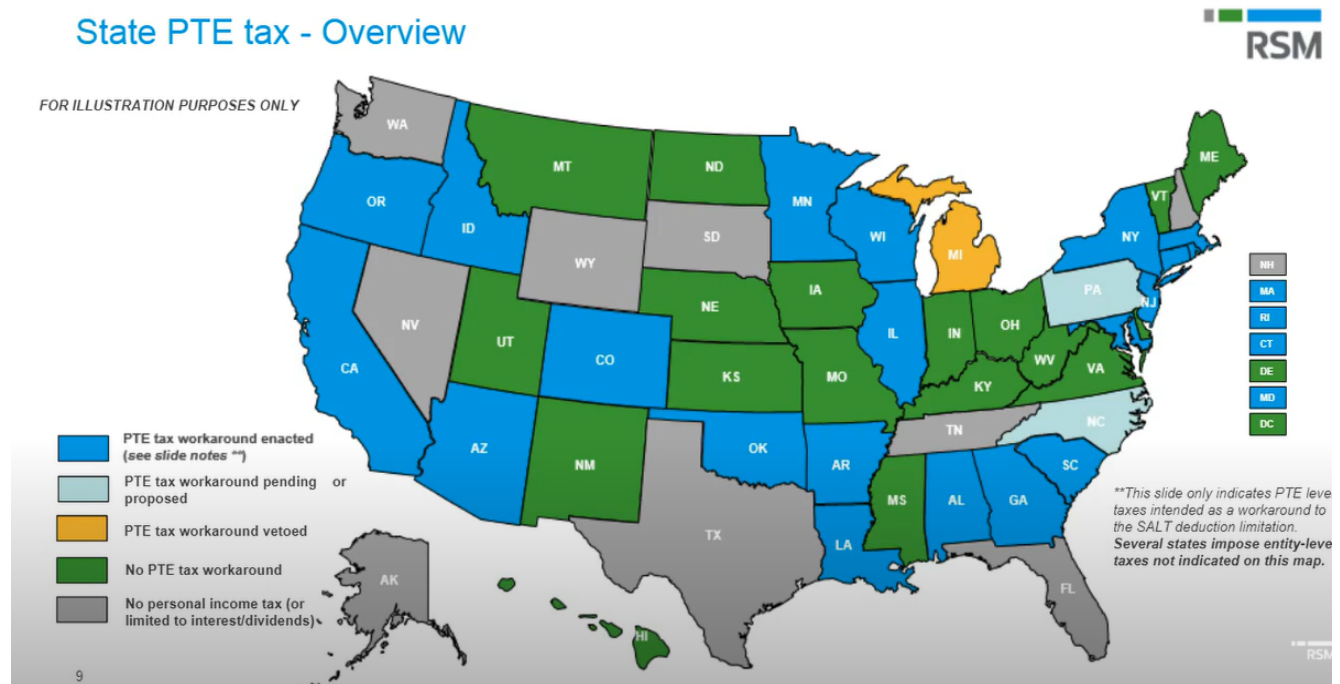 State PTE tax - Overview
RSM
FOR ILLUSTRATION PURPOSES ONLY
WA
MT
ND
ME
OR
ID
MN
VT
SD
WI
NY
WY
MI
NH
IA
PA
MA
NE
NJ
RI
NV
UT
IL
IN
OH
CT
CO
WV
CA
KS
MO
VA
DE
KY
MD
NC
DC
TN
AZ
OK
NM
AR
SC
MS
AL
GA
TX
LA
AK
FL
HI
PTE tax workaround enacted
(see slide notes **)
PTE tax workaround pending or
proposed
PTE tax workaround vetoed
No PTE tax workaround
No personal income tax (or
limited to interest/dividends)
**This slide only indicates PTE leve
taxes intended as a workaround to
the SALT deduction limitation.
Several states impose entity-leve
taxes not indicated on this map.
RSM
9